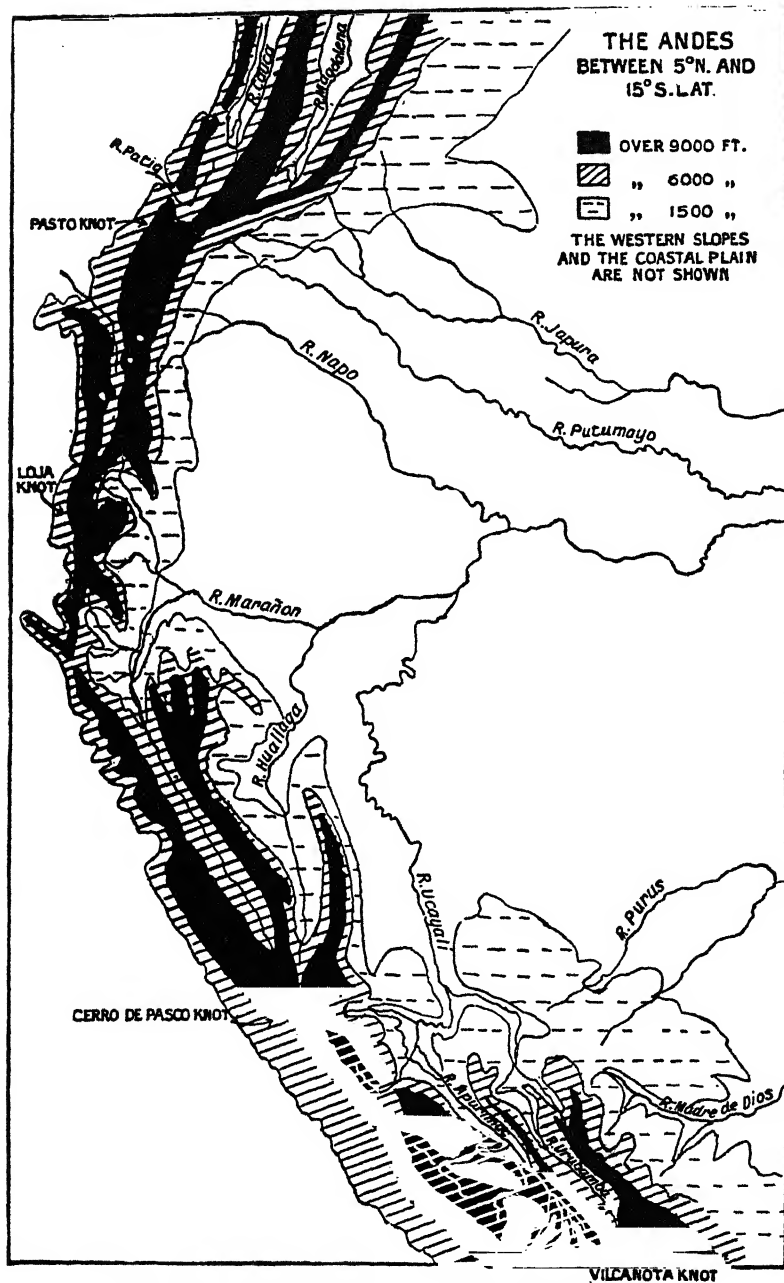 THE ANDES
BETWEEN 5°N. AND
15° S. LAT.
OVER 9000 FT.
„ 6000 „
„ 1500 „
THE WESTERN SLOPES
AND THE COASTAL PLAIN
ARE NOT SHOWN
R. Cauca
R. Magdalena
R. Patia
PASTO KNOT
R. Japura
R. Napo
R. Putumayo
LOJA
KNOT
R. Marañon
R. Huallaga
R. Ucayali
R. Purus
CERRO DE PASCO KNOT
R. Apurimac
R. Urubamba
R. Madre de Dios
VILCANOTA KNOT